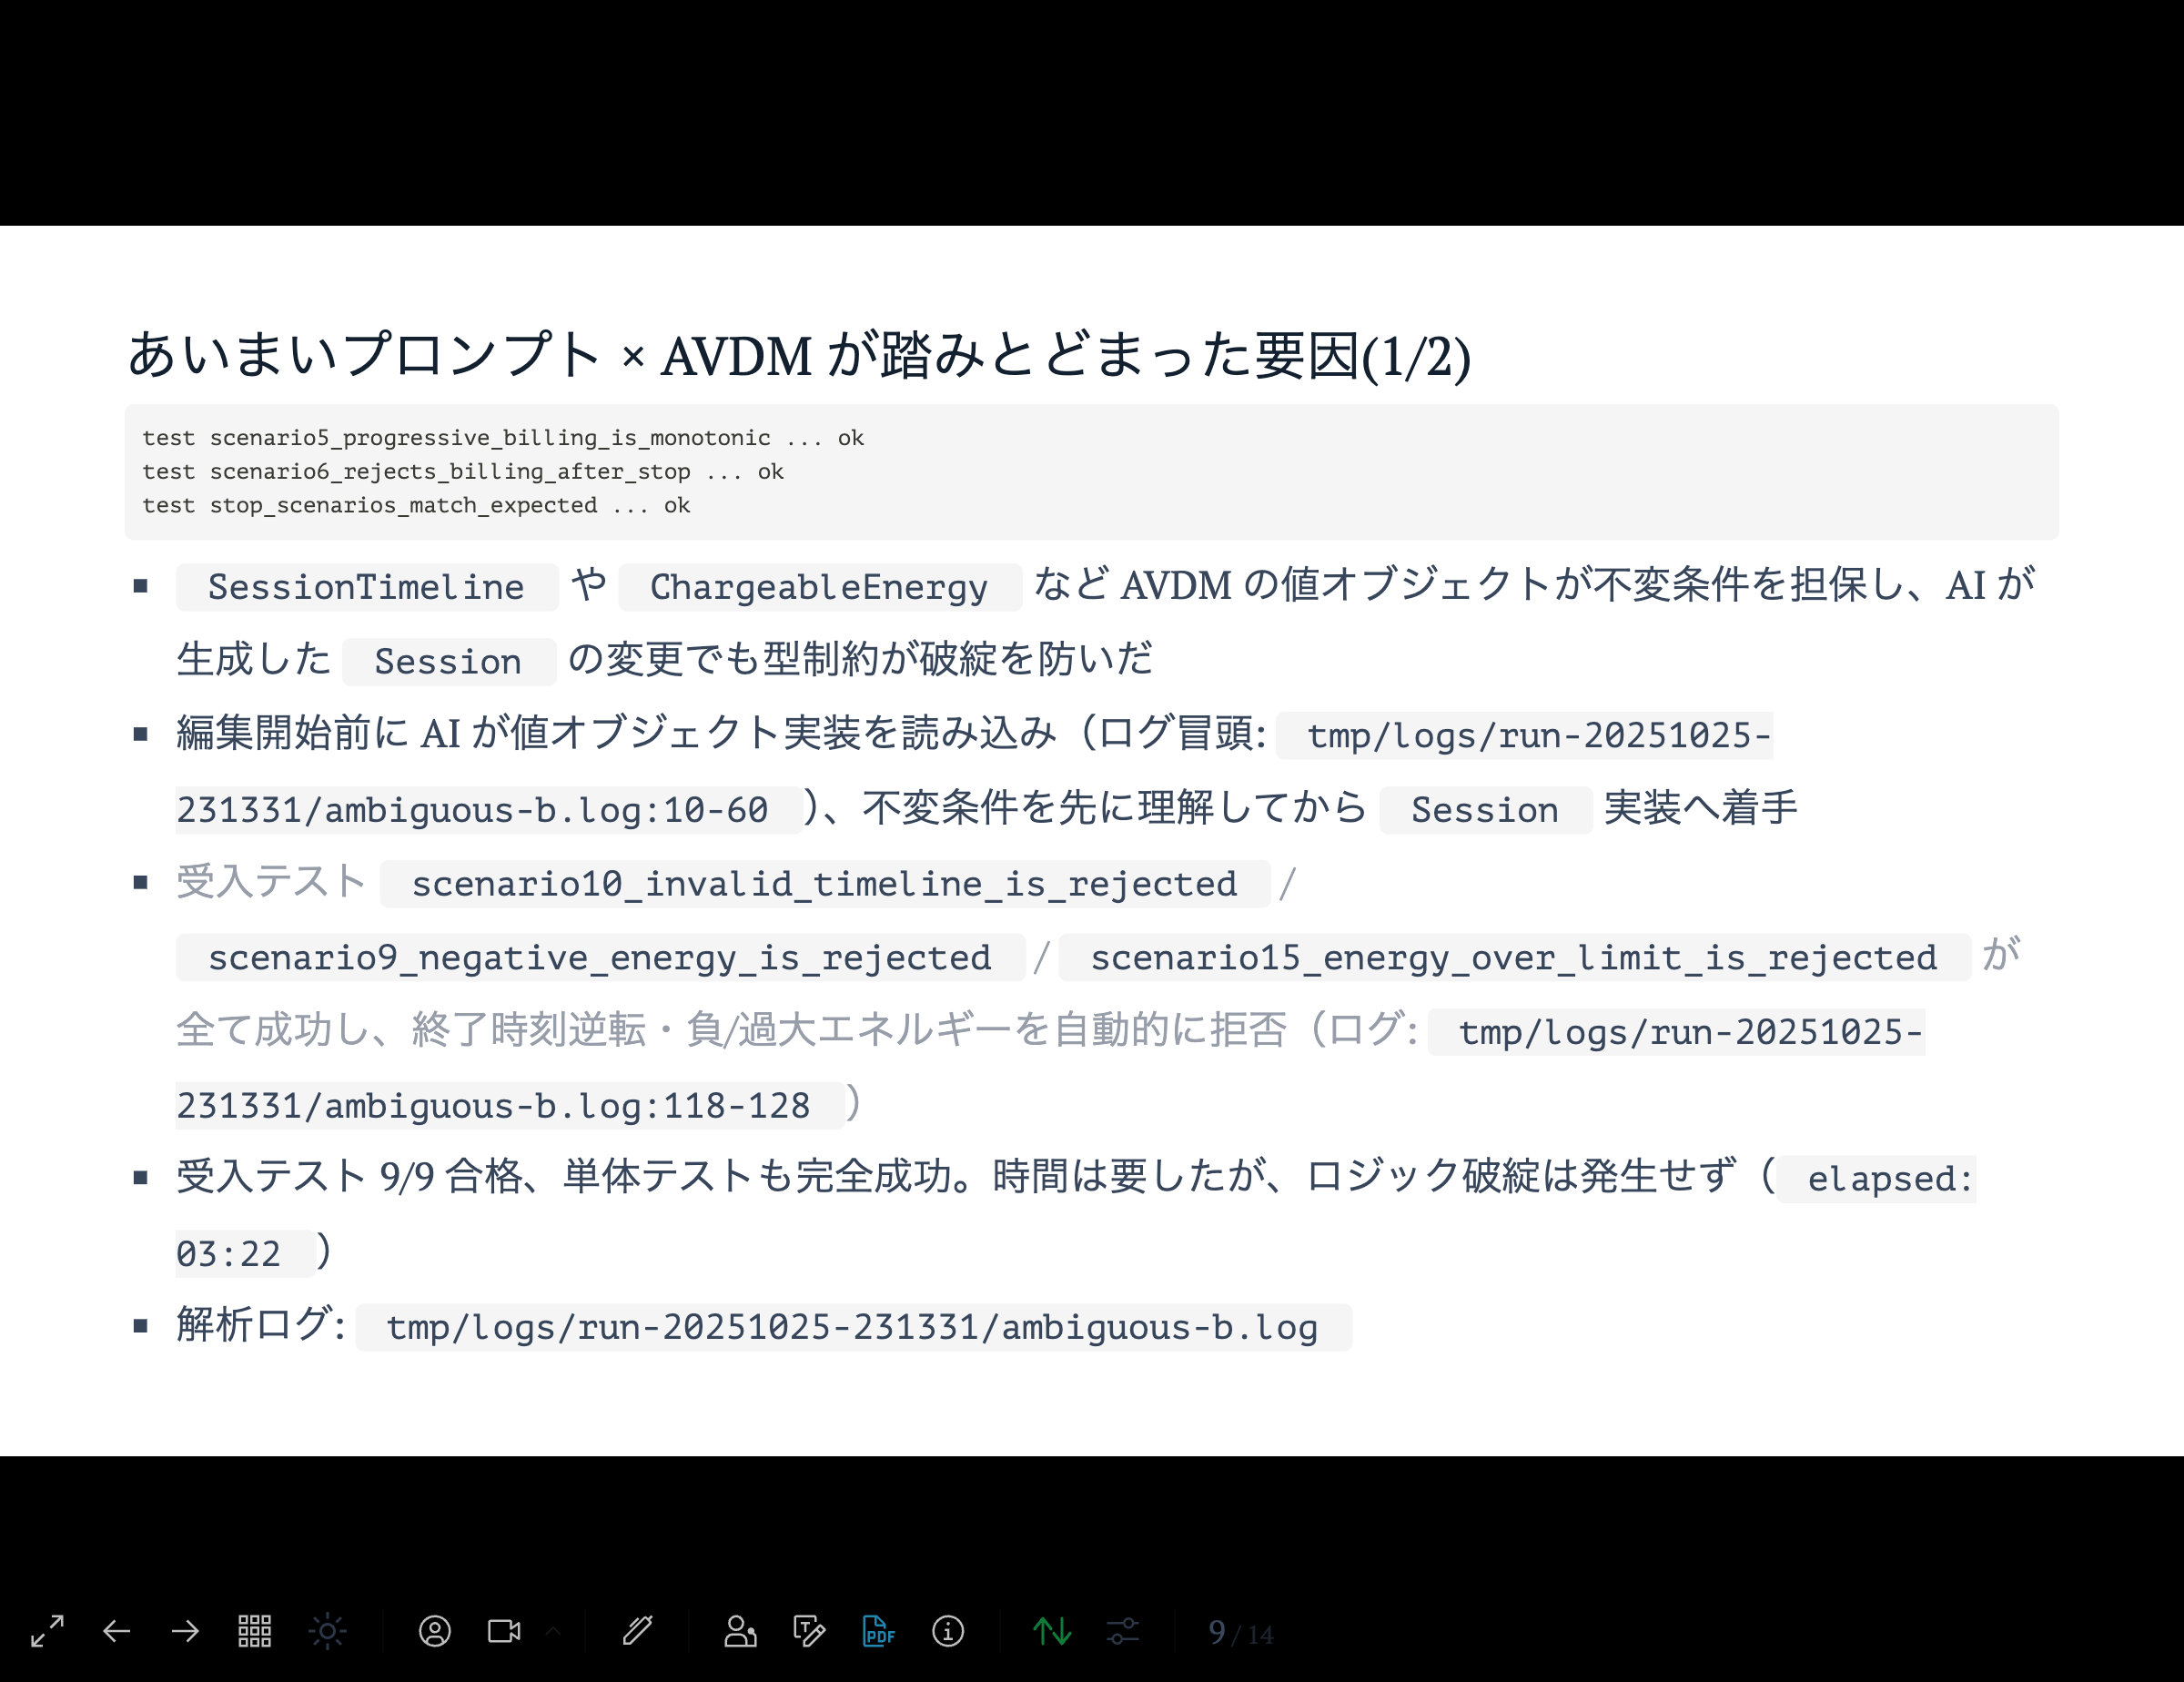 あいまいプロンプト × AVDM が踏みとどまった要因(1/2)
test scenario5_progressive_billing_is_monotonic ... ok
test scenario6_rejects_billing_after_stop ... ok
test stop_scenarios_match_expected ... ok
■ SessionTimeline や ChargeableEnergy など AVDM の値オブジェクトが不変条件を担保し、AI が
生成した Session の変更でも型制約が破綻を防いだ
■ 編集開始前に AI が値オブジェクト実装を読み込み（ログ冒頭: tmp/logs/run-20251025-
231331/ambiguous-b.log:10-60 ）、不変条件を先に理解してから Session 実装へ着手
■ 受入テスト scenario10_invalid_timeline_is_rejected /
scenario9_negative_energy_is_rejected / scenario15_energy_over_limit_is_rejected が
全て成功し、終了時刻逆転・負/過大エネルギーを自動的に拒否（ログ: tmp/logs/run-20251025-
231331/ambiguous-b.log:118-128 ）
■ 受入テスト 9/9 合格、単体テストも完全成功。時間は要したが、ロジック破綻は発生せず（ elapsed:
03:22 ）
■ 解析ログ: tmp/logs/run-20251025-231331/ambiguous-b.log
PDF
9 / 14